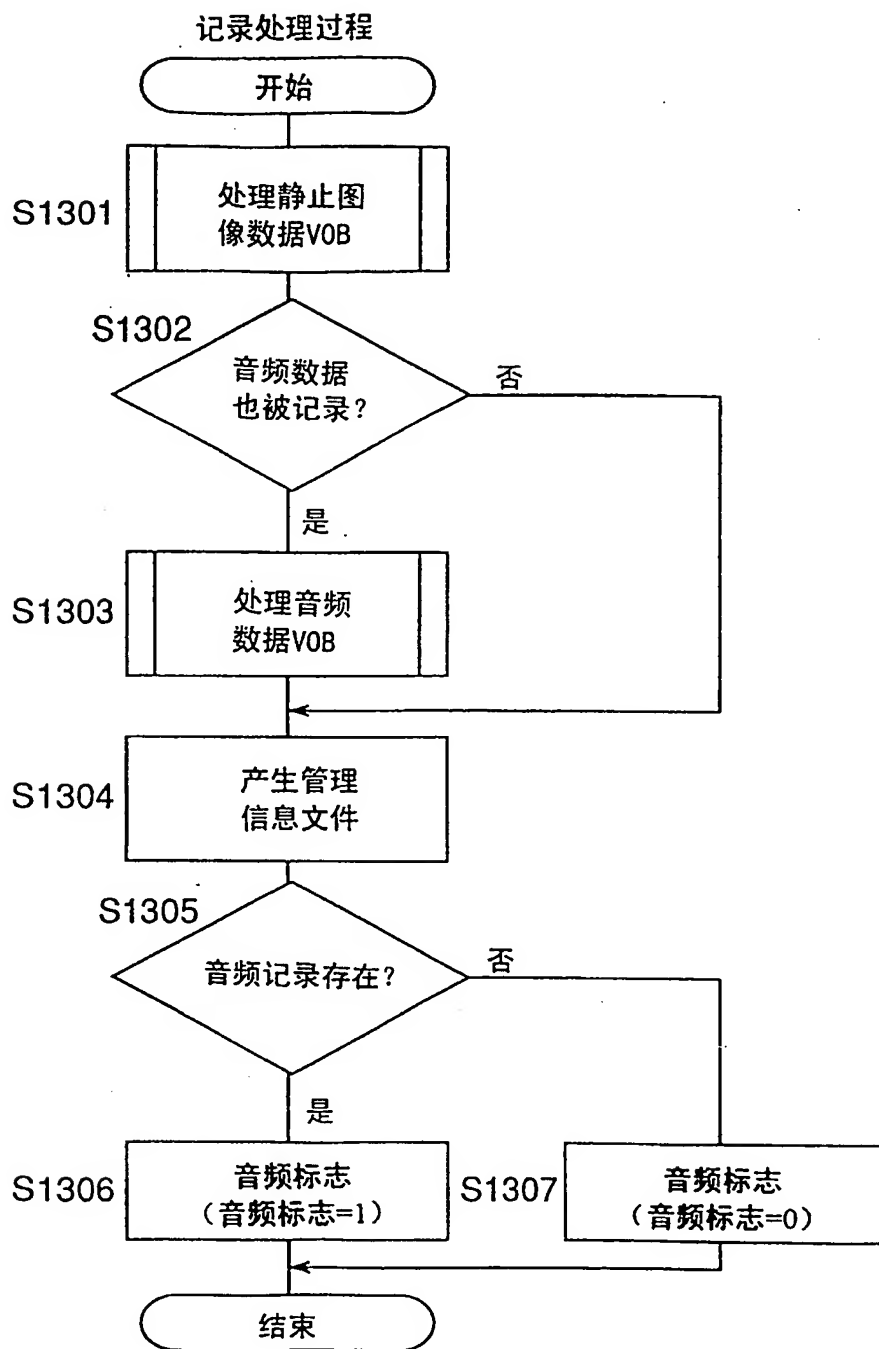 记录处理过程
开始
S1301
处理静止图
像数据VOB
S1302
音频数据
也被记录？
否
是
S1303
处理音频
数据VOB
S1304
产生管理
信息文件
S1305
音频记录存在？
否
是
S1306
音频标志
（音频标志=1）
S1307
音频标志
（音频标志=0）
结束